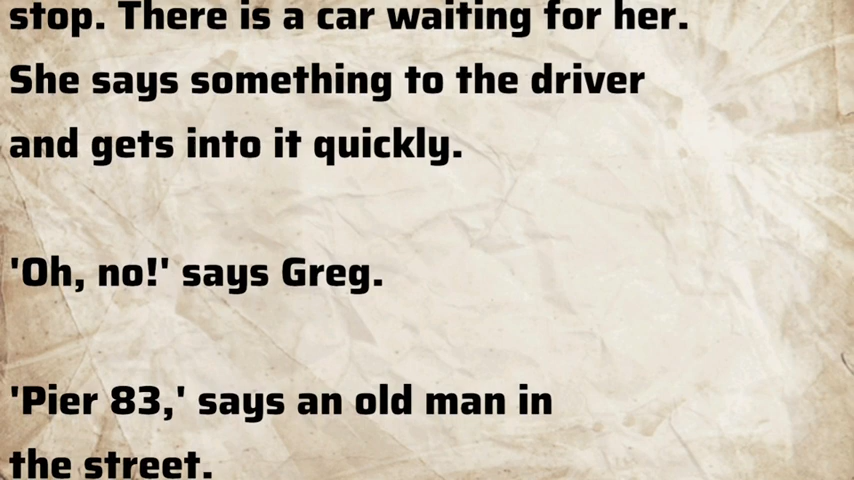 stop. There is a car waiting for her.
She says something to the driver
and gets into it quickly.
'Oh, no!' says Greg.
'Pier 83,' says an old man in
the street.